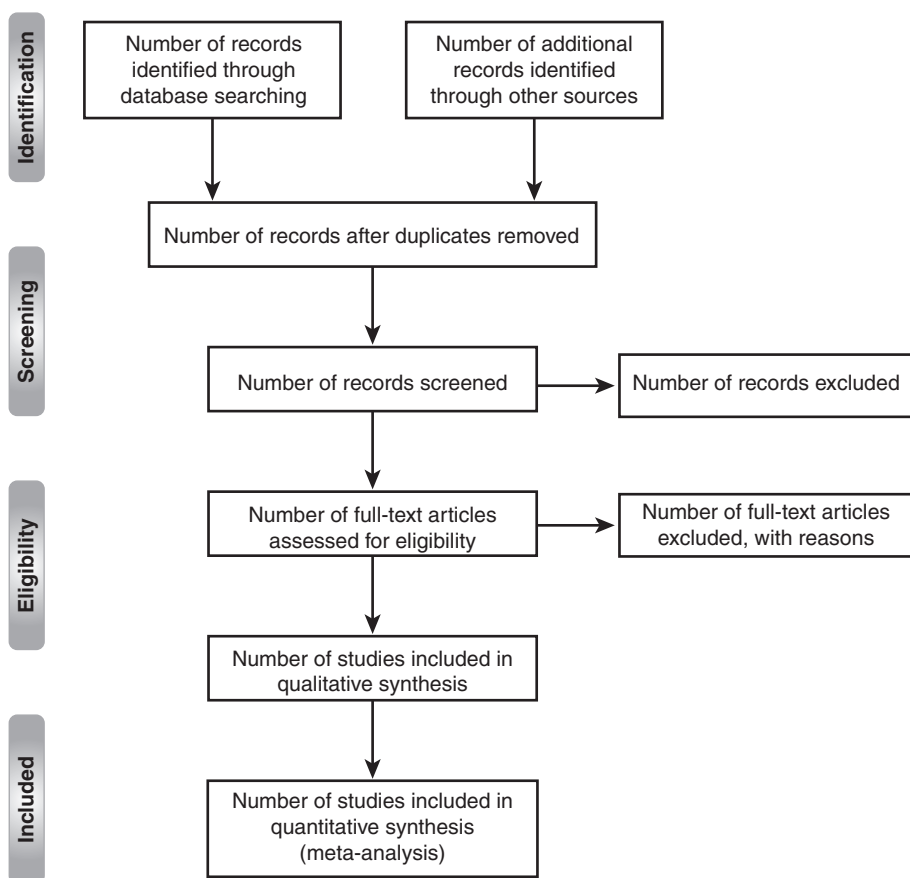 Identification
Number of records
identified through
database searching
Number of additional
records identified
through other sources
Number of records after duplicates removed
Screening
Number of records screened
Number of records excluded
Eligibility
Number of full-text articles
assessed for eligibility
Number of full-text articles
excluded, with reasons
Number of studies included in
qualitative synthesis
Included
Number of studies included in
quantitative synthesis
(meta-analysis)